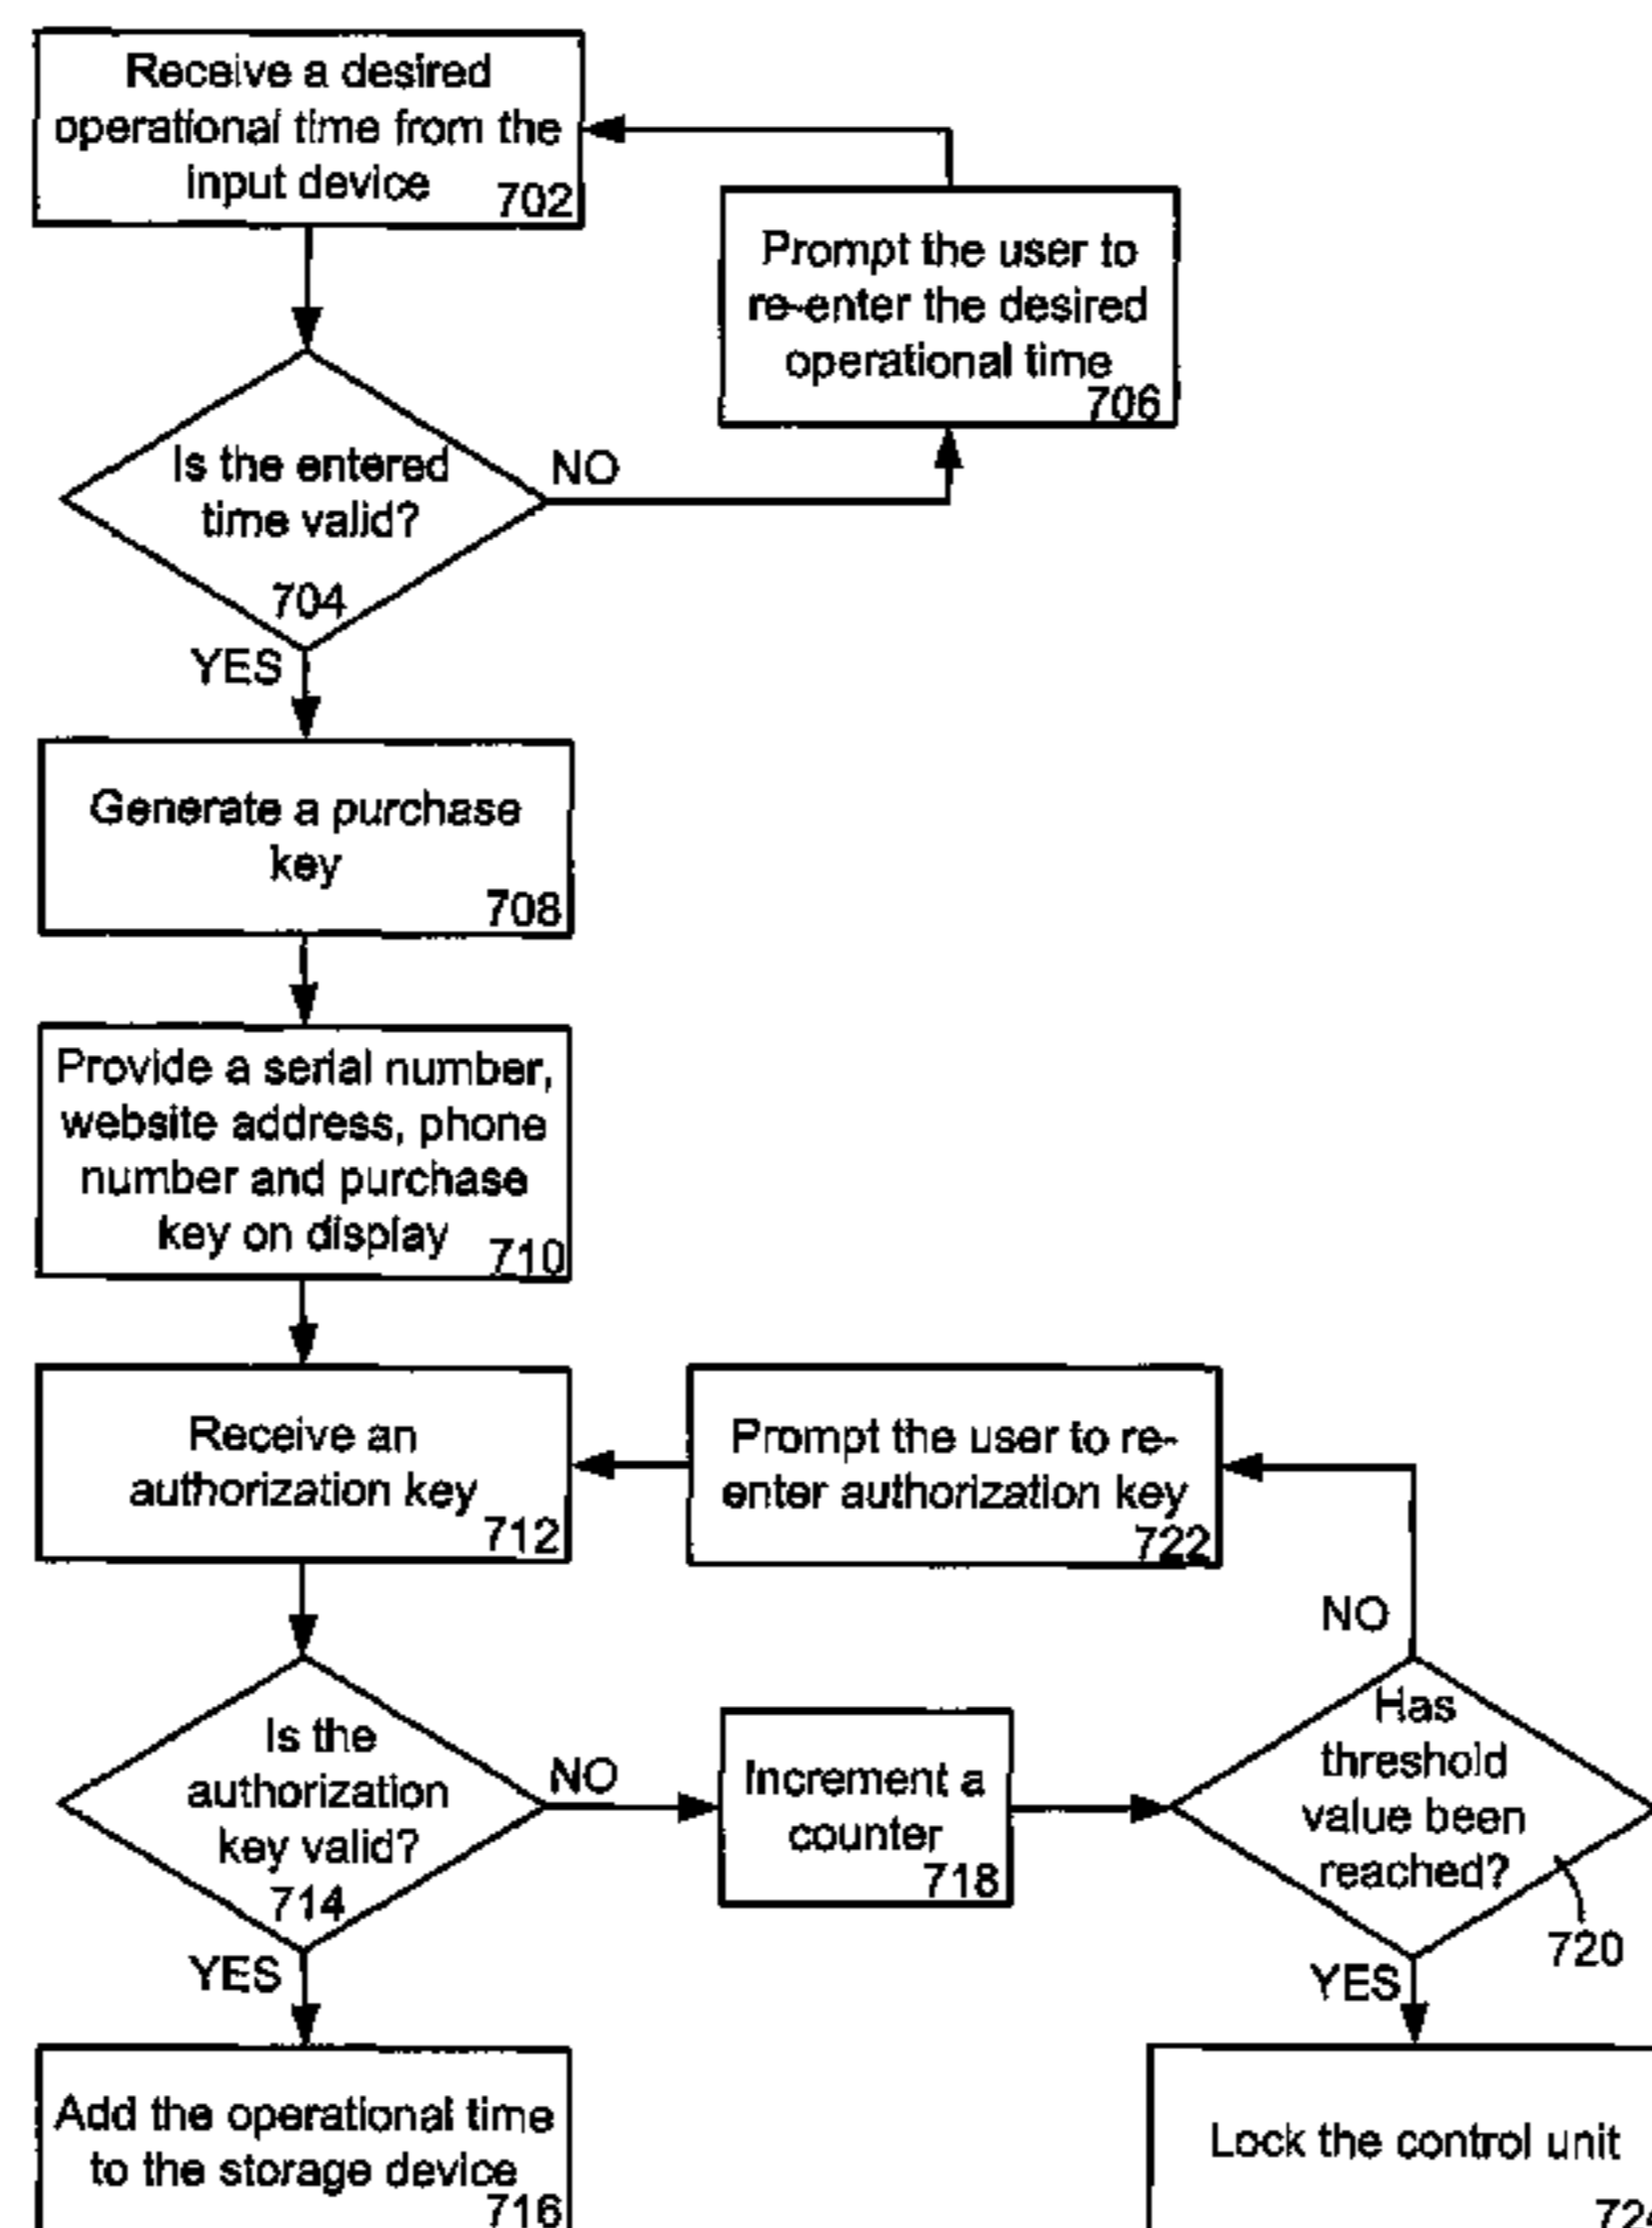 Receive a desired
operational time from the
input device
702
Prompt the user to
re-enter the desired
operational time
706
Is the entered
time valid?
704
NO
YES
Generate a purchase
key
708
Provide a serial number,
website address, phone
number and purchase
key on display
710
Receive an
authorization key
712
Prompt the user to re-
enter authorization key
722
NO
Is the
authorization
key valid?
714
NO
Increment a
counter
718
Has
threshold
value been
reached?
720
YES
YES
Add the operational time
to the storage device
716
Lock the control unit